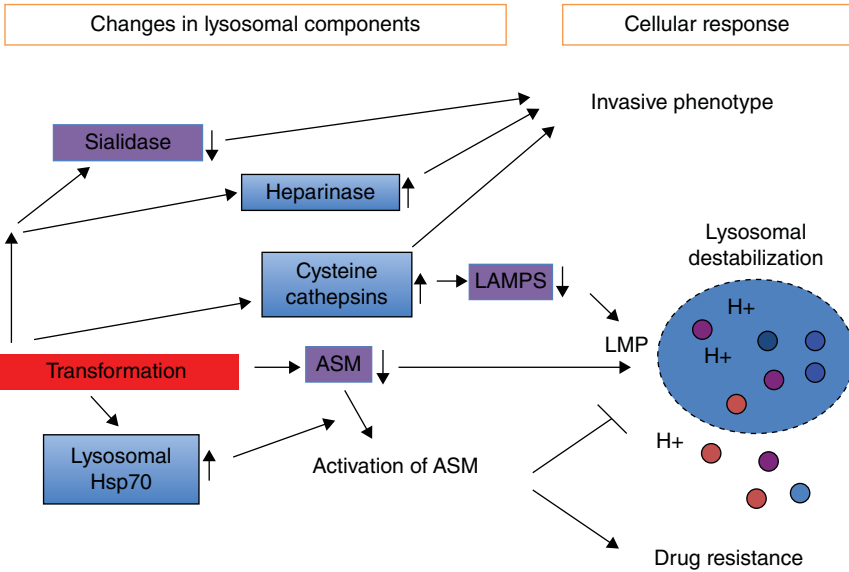 Changes in lysosomal components
Cellular response
Invasive phenotype
Sialidase
Heparinase
Lysosomal
destabilization
Cysteine
cathepsins
LAMPS
H+
LMP
H+
Transformation
ASM
H+
Lysosomal
Hsp70
Activation of ASM
Drug resistance